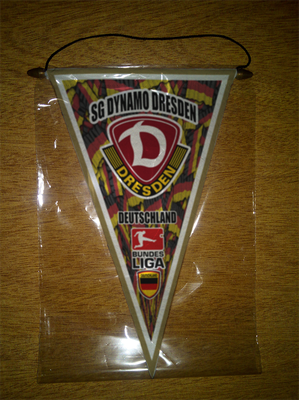 SG DYNAMO DRESDEN
D
DRESDEN
DEUTSCHLAND
BUNDES
LIGA